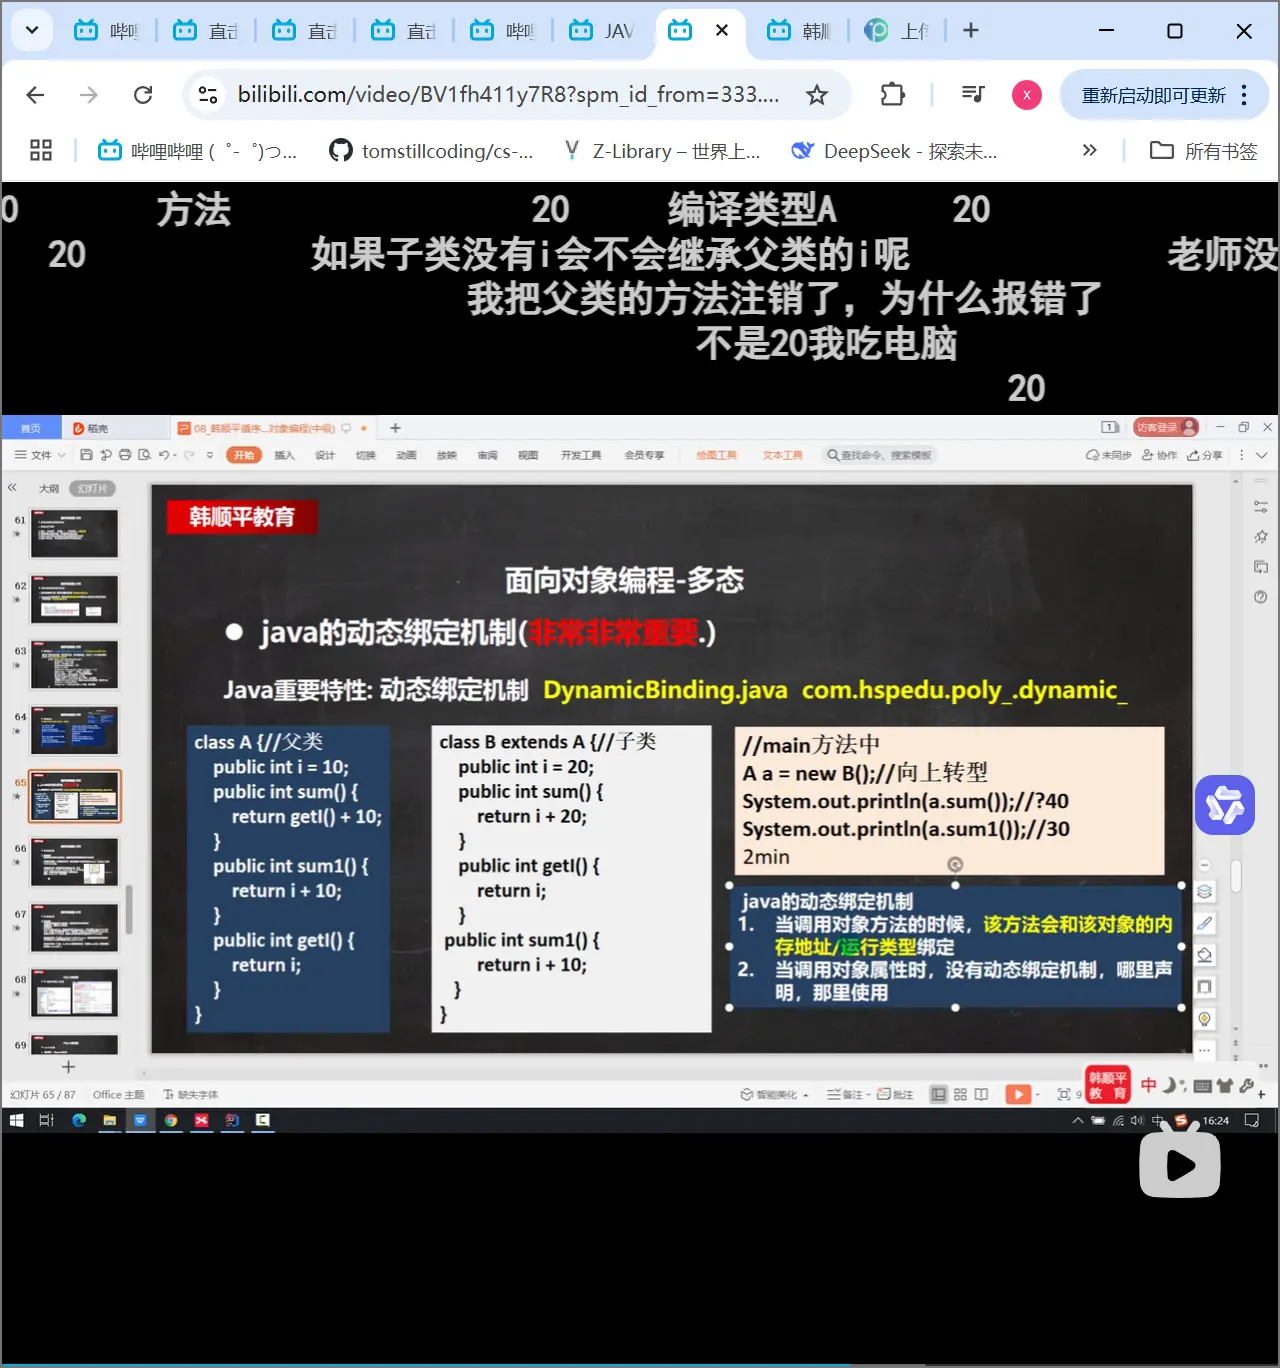 哔哩
直击
直击
直击
哔哩
JAV
韩顺
上传
bilibili.com/video/BV1fh411y7R8?spm_id_from=333....
X
重新启动即可更新
哔哩哔哩 (゜-゜)つ...
tomstillcoding/cs-...
Z-Library – 世界上...
DeepSeek - 探索未...
所有书签
0 方法 20 编译类型A 20
20 如果子类没有i会不会继承父类的i呢 老师没
我把父类的方法注销了，为什么报错了
不是20我吃电脑
20
首页 稻壳 08_韩顺平循序...对象编程(中级) 访客登录
文件 开始 插入 设计 切换 动画 放映 审阅 视图 开发工具 会员专享 绘图工具 文本工具 查找命令、搜索模板 未同步 协作 分享
大纲 幻灯片
61
62
63
64
65
66
67
68
69
韩顺平教育
面向对象编程-多态
● java的动态绑定机制(非常非常重要.)
Java重要特性: 动态绑定机制 DynamicBinding.java com.hspedu.poly_.dynamic_
class A {//父类
public int i = 10;
public int sum() {
return getI() + 10;
}
public int sum1() {
return i + 10;
}
public int getI() {
return i;
}
}
class B extends A {//子类
public int i = 20;
public int sum() {
return i + 20;
}
public int getI() {
return i;
}
public int sum1() {
return i + 10;
}
}
//main方法中
A a = new B();//向上转型
System.out.println(a.sum());//?40
System.out.println(a.sum1());//30
2min
java的动态绑定机制
1. 当调用对象方法的时候，该方法会和该对象的内
存地址/运行类型绑定
2. 当调用对象属性时，没有动态绑定机制，哪里声
明，那里使用
幻灯片 65 / 87 Office 主题 缺失字体 智能美化 备注 批注 9
韩顺平
教 育
中
中 16:24